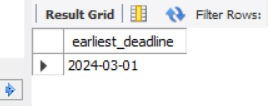 Result Grid Filter Rows:
earliest_deadline
2024-03-01